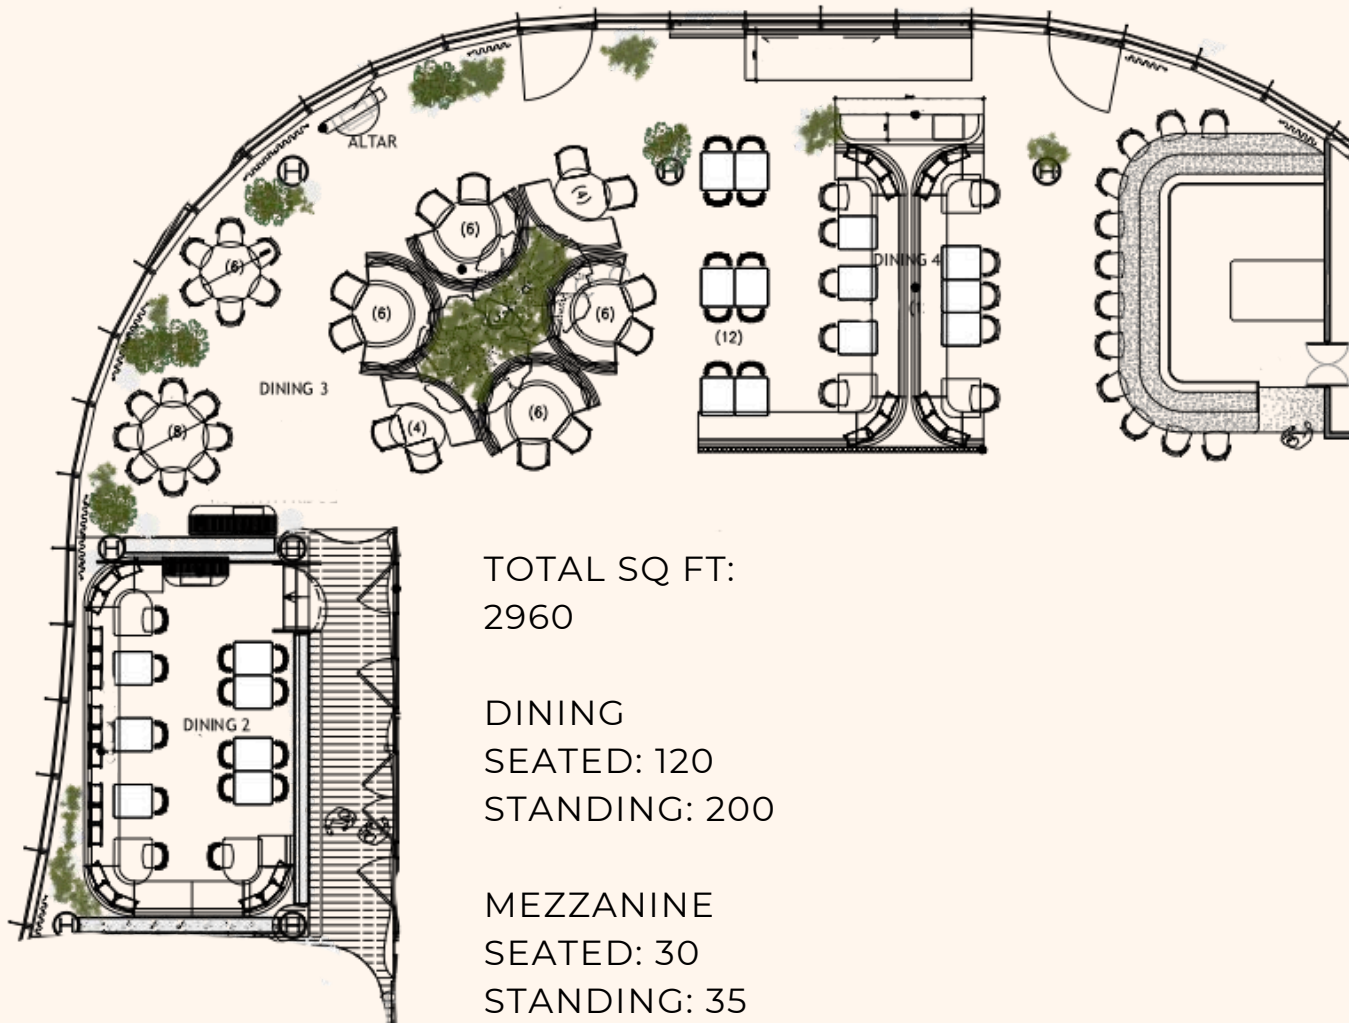 ALTAR
(4)
(6)
(6)
(6)
DINING 4
(6)
(12)
DINING 3
(6)
(4)
(8)
DINING 2
TOTAL SQ FT:
2960
DINING
SEATED: 120
STANDING: 200
MEZZANINE
SEATED: 30
STANDING: 35